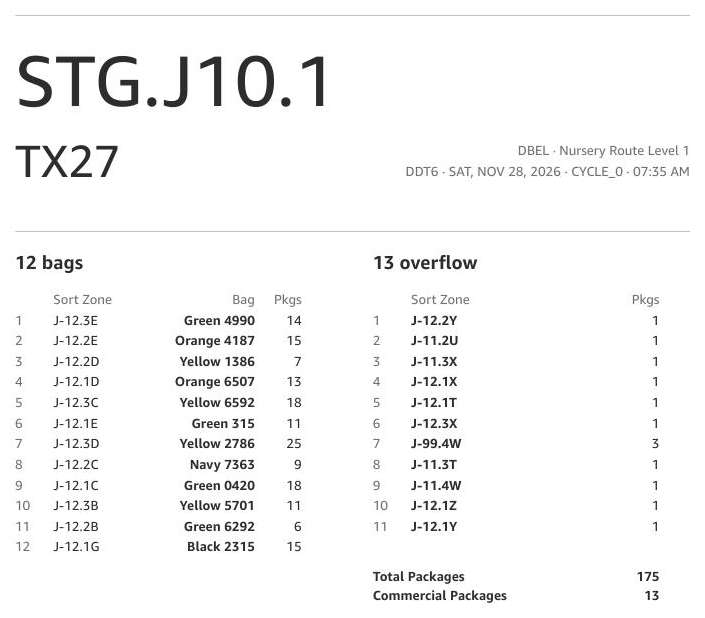 STG.J10.1
TX27
DBEL · Nursery Route Level 1
DDT6 · SAT, NOV 28, 2026 · CYCLE_0 · 07:35 AM
12 bags
Sort Zone Bag Pkgs
1 J-12.3E Green 4990 14
2 J-12.2E Orange 4187 15
3 J-12.2D Yellow 1386 7
4 J-12.1D Orange 6507 13
5 J-12.3C Yellow 6592 18
6 J-12.1E Green 315 11
7 J-12.3D Yellow 2786 25
8 J-12.2C Navy 7363 9
9 J-12.1C Green 0420 18
10 J-12.3B Yellow 5701 11
11 J-12.2B Green 6292 6
12 J-12.1G Black 2315 15
13 overflow
Sort Zone Pkgs
1 J-12.2Y 1
2 J-11.2U 1
3 J-11.3X 1
4 J-12.1X 1
5 J-12.1T 1
6 J-12.3X 1
7 J-99.4W 3
8 J-11.3T 1
9 J-11.4W 1
10 J-12.1Z 1
11 J-12.1Y 1
Total Packages 175
Commercial Packages 13